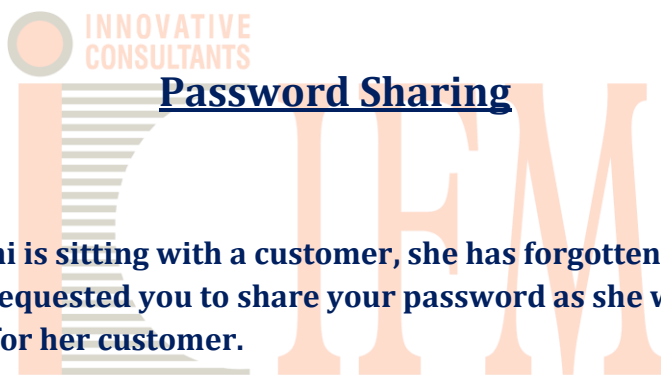 INNOVATIVE
CONSULTANTS
Password Sharing
IFM
is sitting with a customer, she has forgotten
requested you to share your password as she
for her customer.